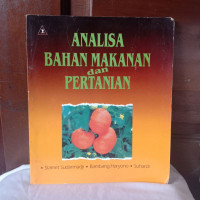 ANALISA
BAHAN MAKANAN
dan
PERTANIAN
• Slamet Sudarmadji • Bambang Haryono • Suhardi